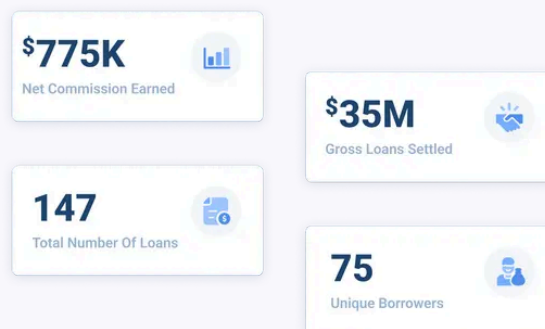 $775K
Net Commission Earned
$35M
Gross Loans Settled
147
Total Number Of Loans
75
Unique Borrowers